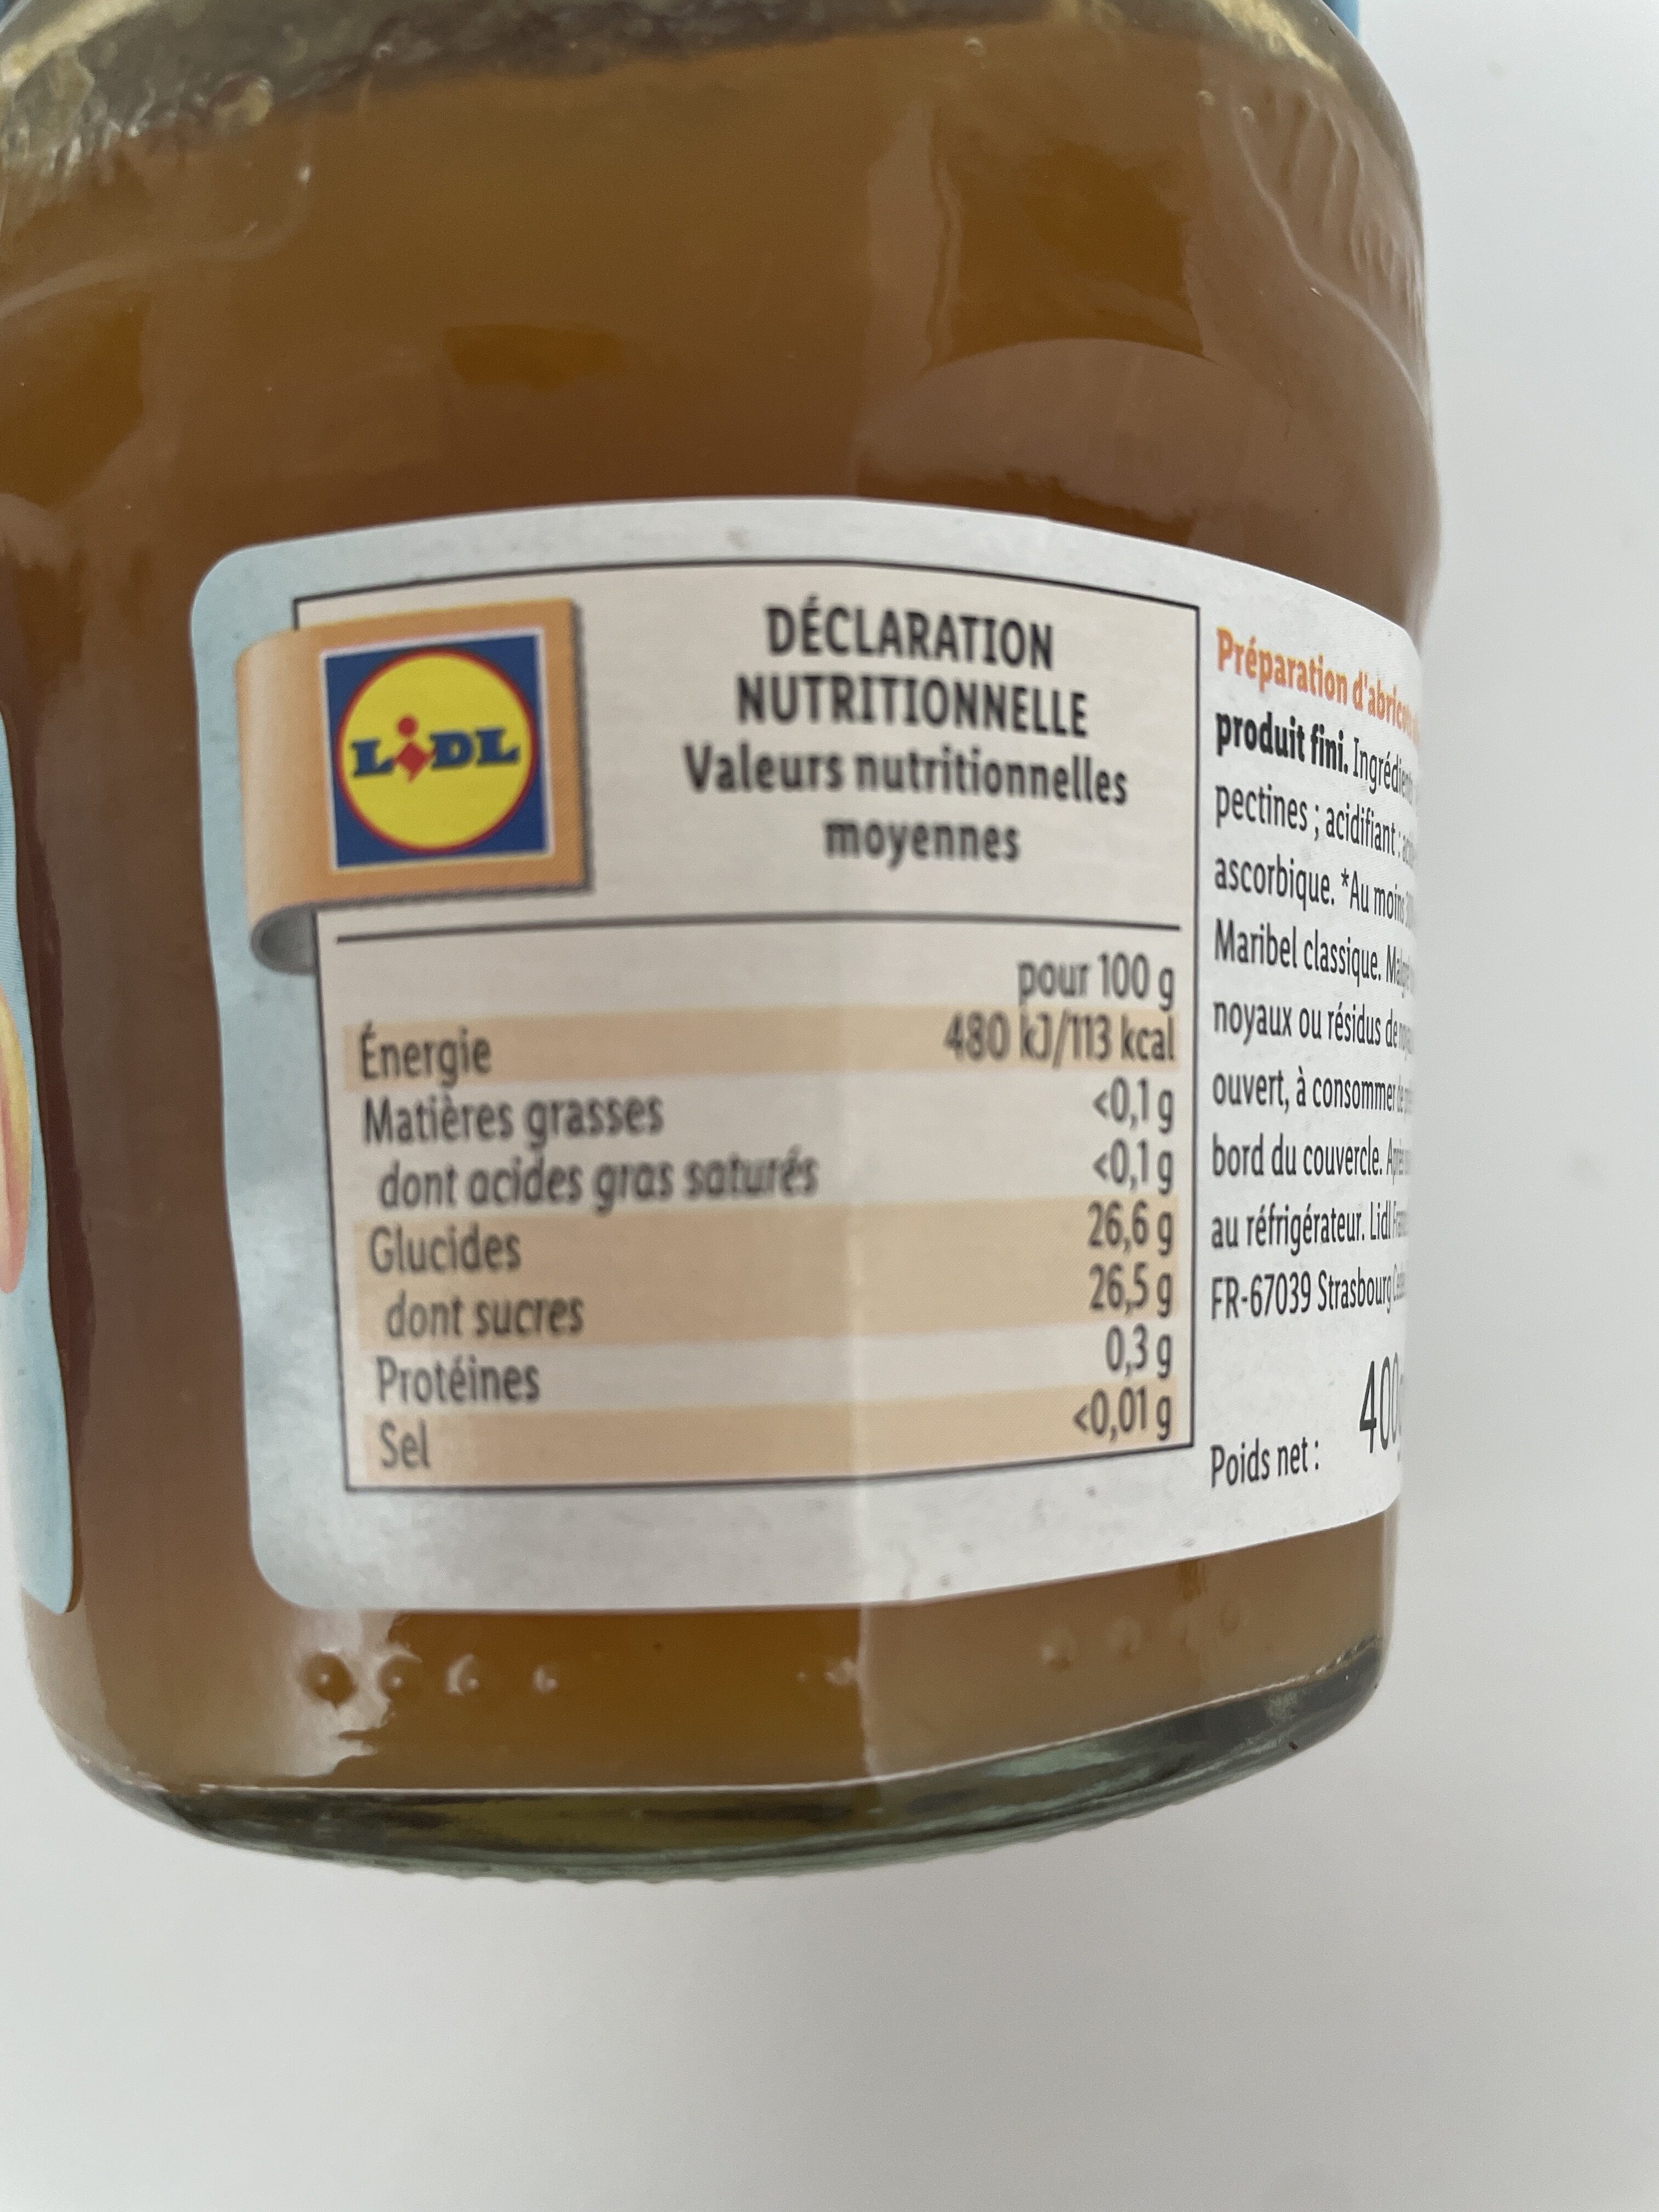 LIDL
DÉCLARATION
NUTRITIONNELLE
Valeurs nutritionnelles
moyennes
pour 100 g
Énergie 480 kJ/113 kcal
Matières grasses <0,1 g
dont acides gras saturés <0,1 g
Glucides 26,6 g
dont sucres 26,5 g
Protéines 0,3 g
Sel <0,01 g
Préparation
produit fini.
pectines ; acidifiant :
ascorbique. *Au moins
Maribel classique.
noyaux ou résidus de
ouvert, à consommer
bord du couvercle.
au réfrigérateur. Lidl
FR-67039 Strasbourg
Poids net : 400